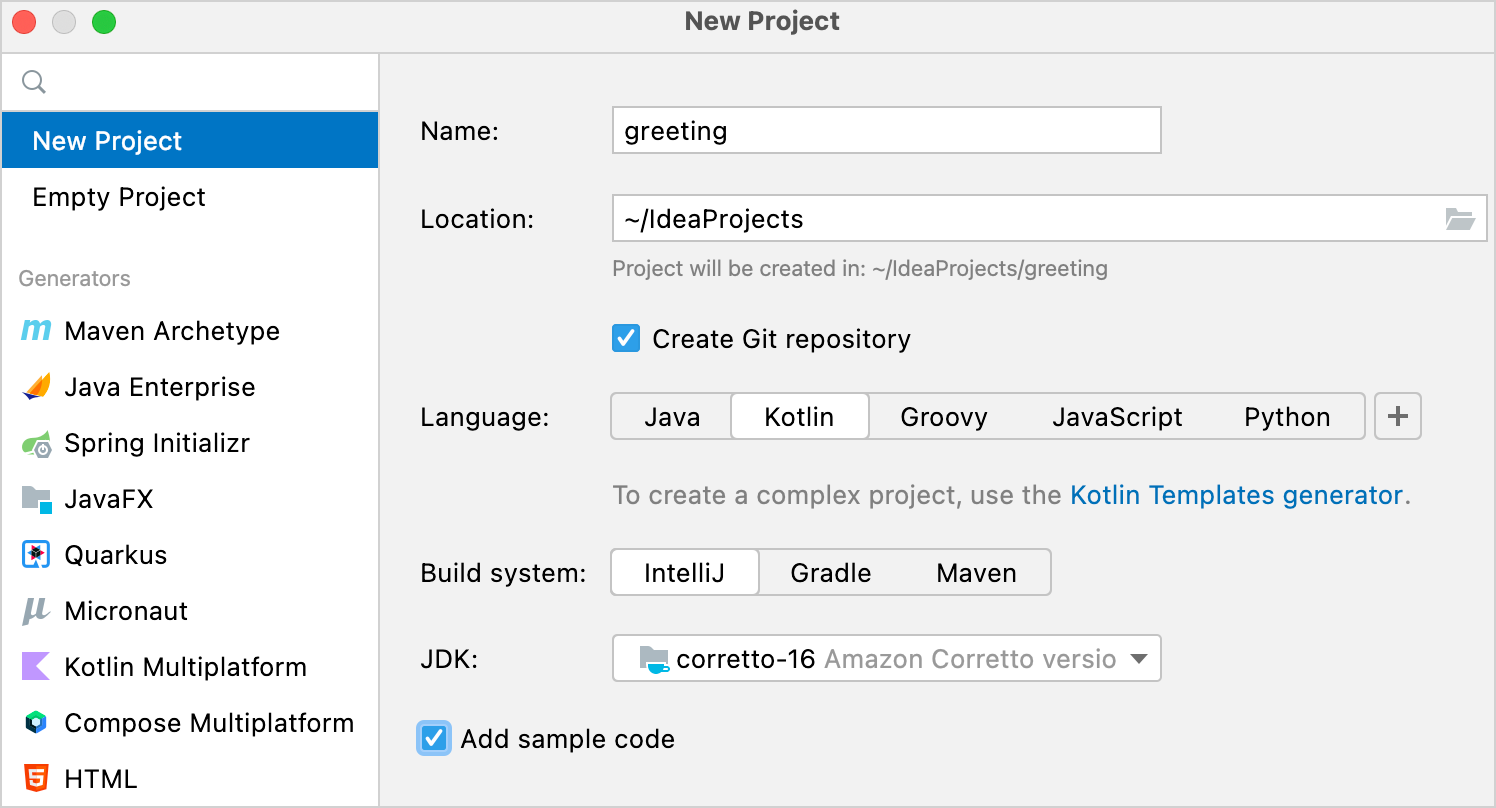 New Project
New Project
Empty Project
Generators
Maven Archetype
Java Enterprise
Spring Initializr
JavaFX
Quarkus
Micronaut
Kotlin Multiplatform
Compose Multiplatform
HTML
Name: greeting
Location: ~/IdeaProjects
Project will be created in: ~/IdeaProjects/greeting
Create Git repository
Language: Java Kotlin Groovy JavaScript Python +
To create a complex project, use the Kotlin Templates generator.
Build system: IntelliJ Gradle Maven
JDK: corretto-16 Amazon Corretto versio
Add sample code